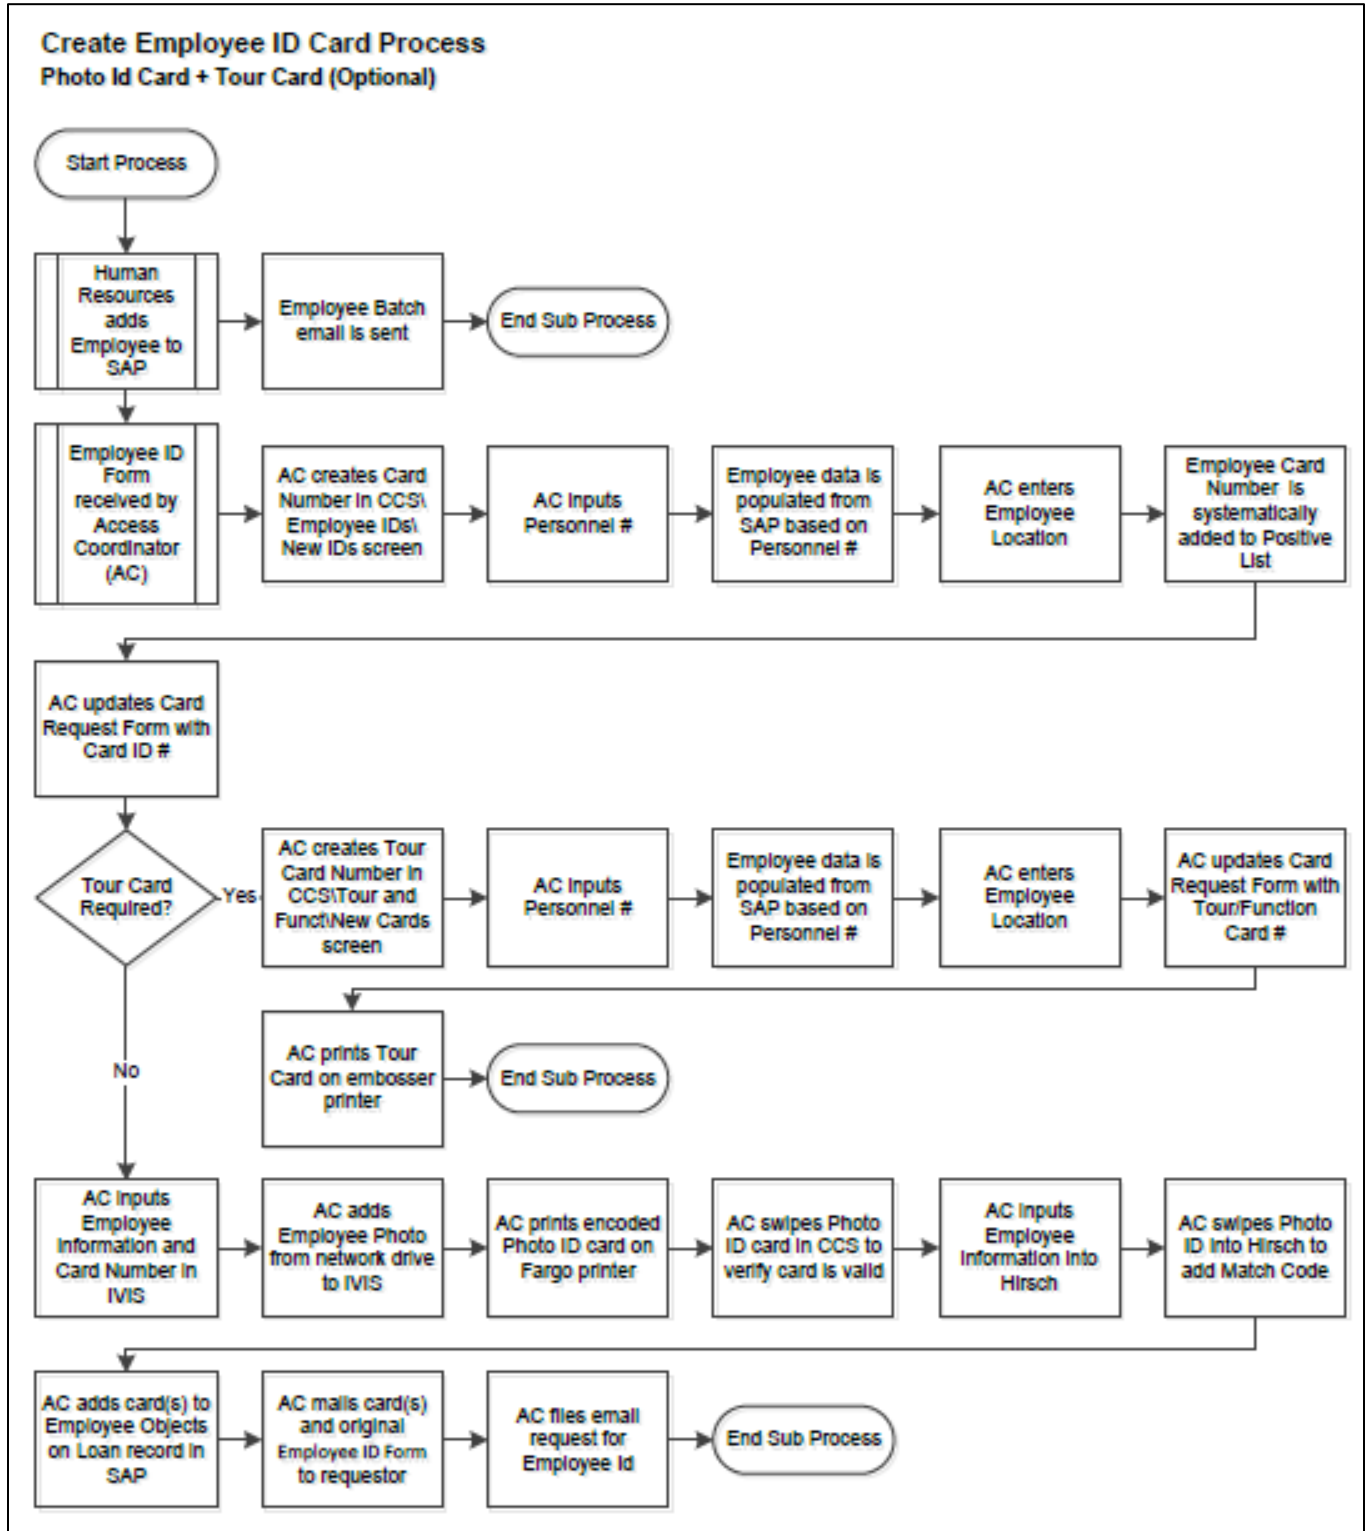 Create Employee ID Card Process
Photo Id Card + Tour Card (Optional)
Start Process
Human
Resources
adds
Employee to
SAP
Employee Batch
email is sent
End Sub Process
Employee ID
Form
received by
Access
Coordinator
(AC)
AC creates Card
Number in CCS\
Employee IDs\
New IDs screen
AC inputs
Personnel #
Employee data is
populated from
SAP based on
Personnel #
AC enters
Employee
Location
Employee Card
Number is
systematically
added to Positive
List
AC updates Card
Request Form with
Card ID #
Tour Card
Required?
Yes
AC creates Tour
Card Number in
CCS\Tour and
Funct\New Cards
screen
AC inputs
Personnel #
Employee data is
populated from
SAP based on
Personnel #
AC enters
Employee
Location
AC updates Card
Request Form with
Tour/Function
Card #
No
AC prints Tour
Card on embosser
printer
End Sub Process
AC inputs
Employee
Information and
Card Number in
IVIS
AC adds
Employee Photo
from network drive
to IVIS
AC prints encoded
Photo ID card on
Fargo printer
AC swipes Photo
ID card in CCS to
verify card is valid
AC inputs
Employee
Information into
Hirsch
AC swipes Photo
ID into Hirsch to
add Match Code
AC adds card(s) to
Employee Objects
on Loan record in
SAP
AC mails card(s)
and original
Employee ID Form
to requestor
AC files email
request for
Employee Id
End Sub Process